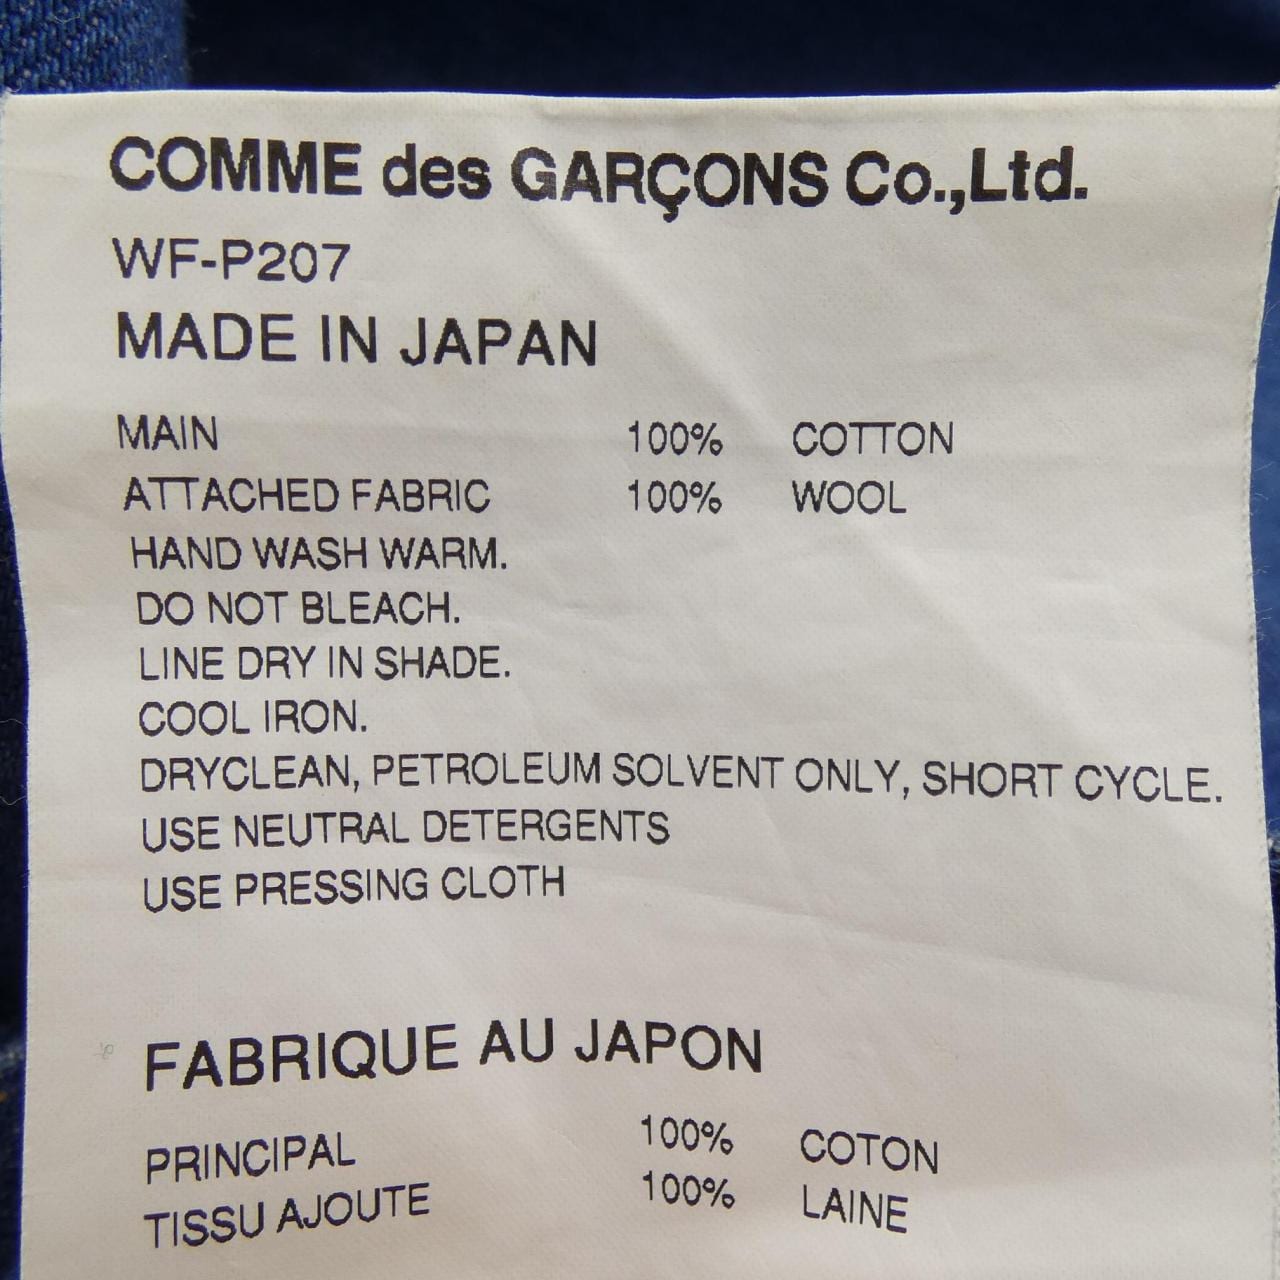 COMME des GARÇONS Co.,Ltd.
WF-P207
MADE IN JAPAN
MAIN 100% COTTON
ATTACHED FABRIC 100% WOOL
HAND WASH WARM.
DO NOT BLEACH.
LINE DRY IN SHADE.
COOL IRON.
DRYCLEAN, PETROLEUM SOLVENT ONLY, SHORT CYCLE.
USE NEUTRAL DETERGENTS
USE PRESSING CLOTH
FABRIQUE AU JAPON
PRINCIPAL 100% COTON
TISSU AJOUTE 100% LAINE